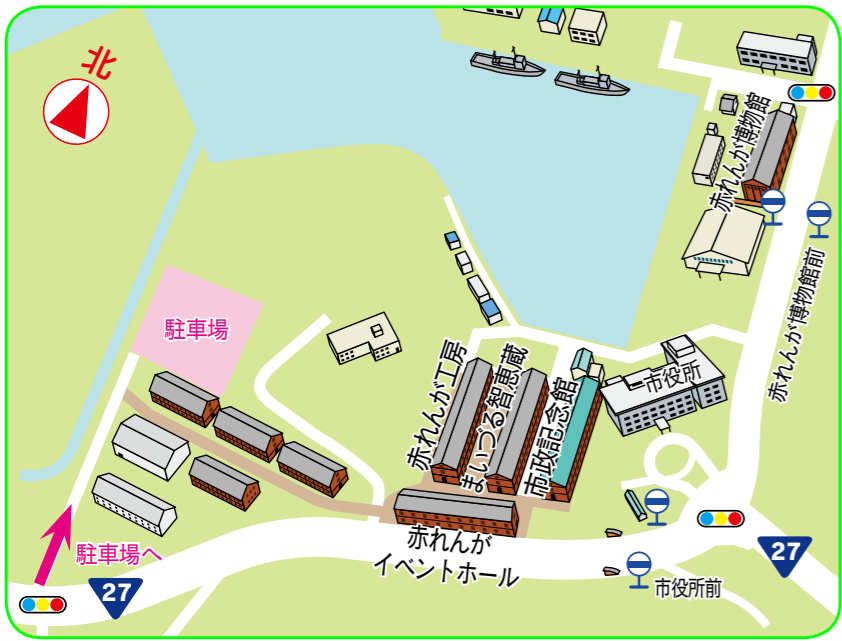 北
赤れんが博物館
赤れんが博物館前
駐車場
赤れんが工房
まいづる智恵蔵
市政記念館
市役所
赤れんが
イベントホール
駐車場へ
27
27
市役所前